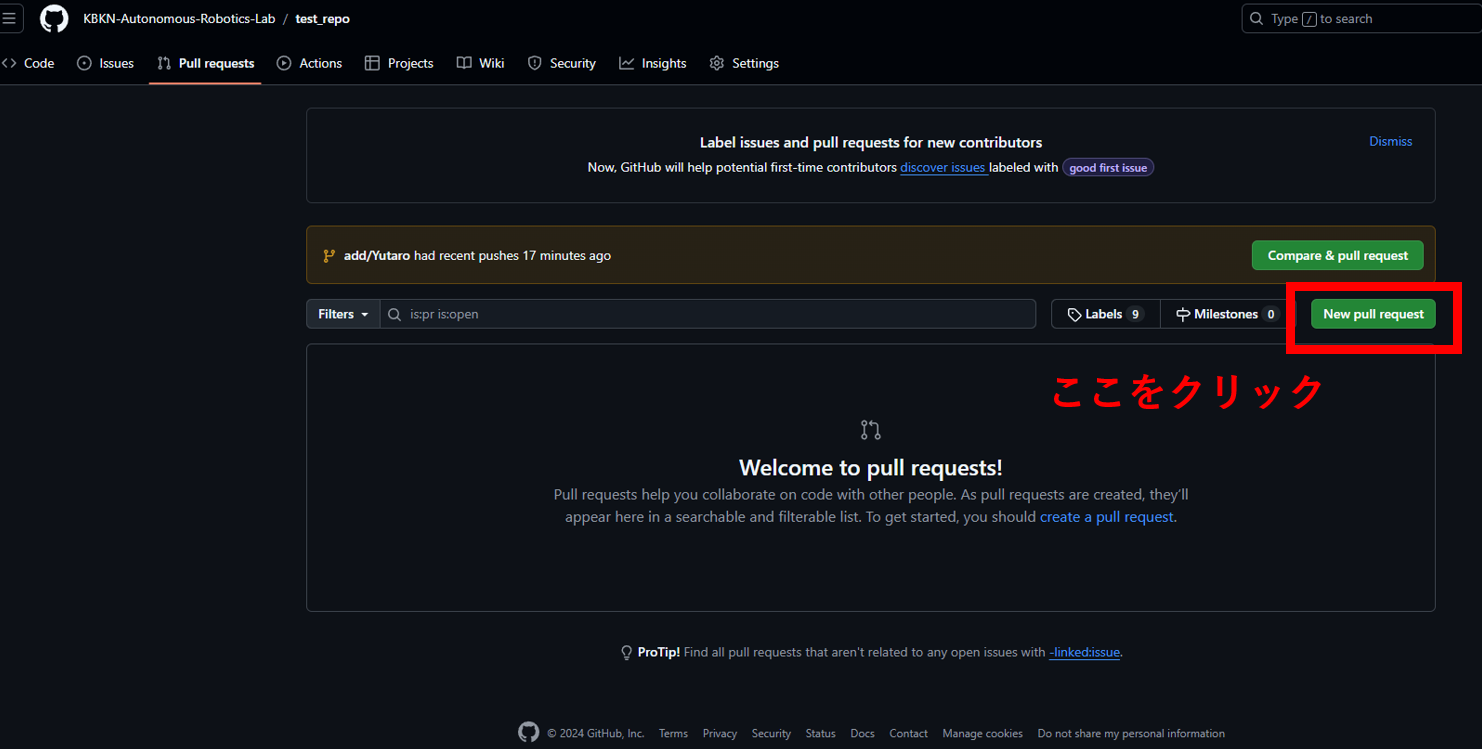 KBKN-Autonomous-Robotics-Lab / test_repo
Type / to search
Code Issues Pull requests Actions Projects Wiki Security Insights Settings
Label issues and pull requests for new contributors
Dismiss
Now, GitHub will help potential first-time contributors discover issues labeled with good first issue
add/Yutaro had recent pushes 17 minutes ago
Compare & pull request
Filters is:pr is:open Labels 9 Milestones 0 New pull request
ここをクリック
Welcome to pull requests!
Pull requests help you collaborate on code with other people. As pull requests are created, they’ll
appear here in a searchable and filterable list. To get started, you should create a pull request.
ProTip! Find all pull requests that aren't related to any open issues with -linked:issue.
© 2024 GitHub, Inc. Terms Privacy Security Status Docs Contact Manage cookies Do not share my personal information